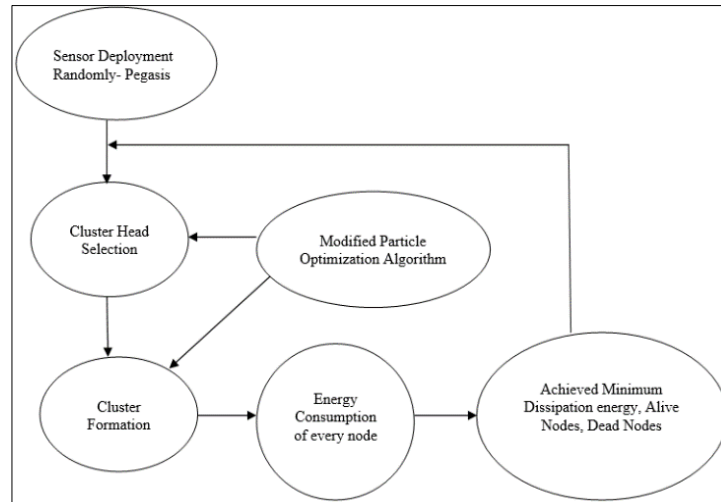 Sensor Deployment
Randomly- Pegasis
Cluster Head
Selection
Modified Particle
Optimization Algorithm
Cluster
Formation
Energy
Consumption
of every node
Achieved Minimum
Dissipation energy, Alive
Nodes, Dead Nodes